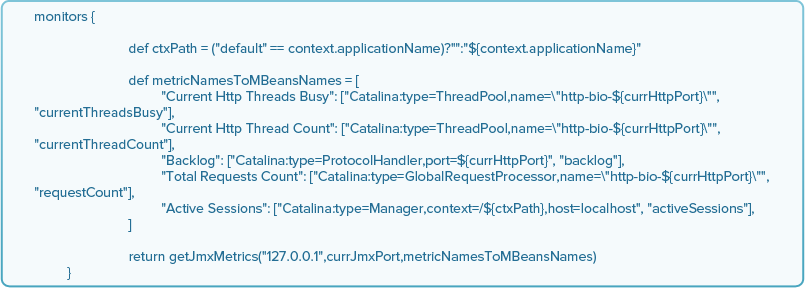 monitors {
def ctxPath = ("default" == context.applicationName)?"":"${context.applicationName}"
def metricNamesToMBeansNames = [
"Current Http Threads Busy": ["Catalina:type=ThreadPool,name=\"http-bio-${currHttpPort}\"",
"currentThreadsBusy"],
"Current Http Thread Count": ["Catalina:type=ThreadPool,name=\"http-bio-${currHttpPort}\"",
"currentThreadCount"],
"Backlog": ["Catalina:type=ProtocolHandler,port=${currHttpPort}", "backlog"],
"Total Requests Count": ["Catalina:type=GlobalRequestProcessor,name=\"http-bio-${currHttpPort}\"",
"requestCount"],
"Active Sessions": ["Catalina:type=Manager,context=/${ctxPath},host=localhost", "activeSessions"],
]
return getJmxMetrics("127.0.0.1",currJmxPort,metricNamesToMBeansNames)
}